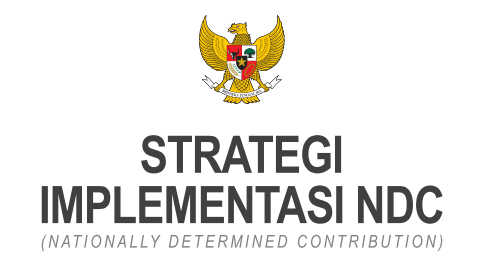 STRATEGI
IMPLEMENTASI NDC
(NATIONALLY DETERMINED CONTRIBUTION)